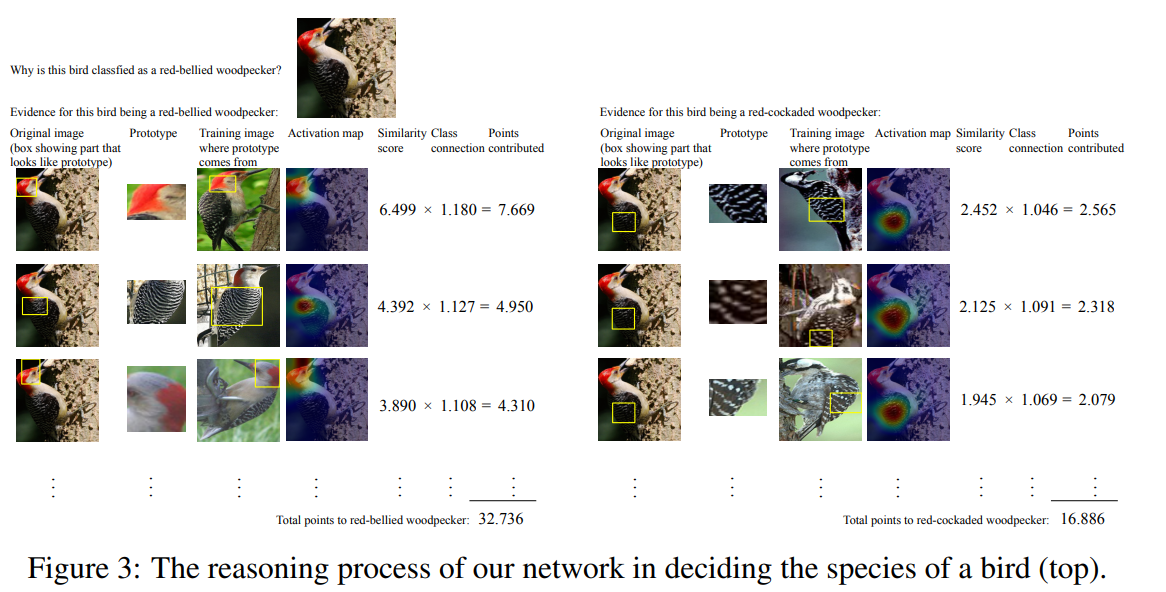 Why is this bird classfied as a red-bellied woodpecker?
Evidence for this bird being a red-bellied woodpecker:
Original image
(box showing part that
looks like prototype)
Prototype
Training image
where prototype
comes from
Activation map
Similarity
score
Class
connection
Points
contributed
6.499 × 1.180 = 7.669
4.392 × 1.127 = 4.950
3.890 × 1.108 = 4.310
Total points to red-bellied woodpecker: 32.736
Evidence for this bird being a red-cockaded woodpecker:
Original image
(box showing part that
looks like prototype)
Prototype
Training image
where prototype
comes from
Activation map
Similarity
score
Class
connection
Points
contributed
2.452 × 1.046 = 2.565
2.125 × 1.091 = 2.318
1.945 × 1.069 = 2.079
Total points to red-cockaded woodpecker: 16.886
Figure 3: The reasoning process of our network in deciding the species of a bird (top).